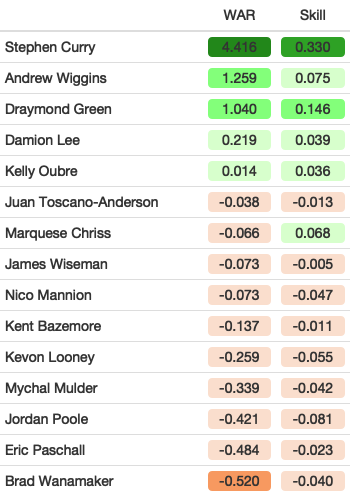 WAR Skill
Stephen Curry 4.416 0.330
Andrew Wiggins 1.259 0.075
Draymond Green 1.040 0.146
Damion Lee 0.219 0.039
Kelly Oubre 0.014 0.036
Juan Toscano-Anderson -0.038 -0.013
Marquese Chriss -0.066 0.068
James Wiseman -0.073 -0.005
Nico Mannion -0.073 -0.047
Kent Bazemore -0.137 -0.011
Kevon Looney -0.259 -0.055
Mychal Mulder -0.339 -0.042
Jordan Poole -0.421 -0.081
Eric Paschall -0.484 -0.023
Brad Wanamaker -0.520 -0.040